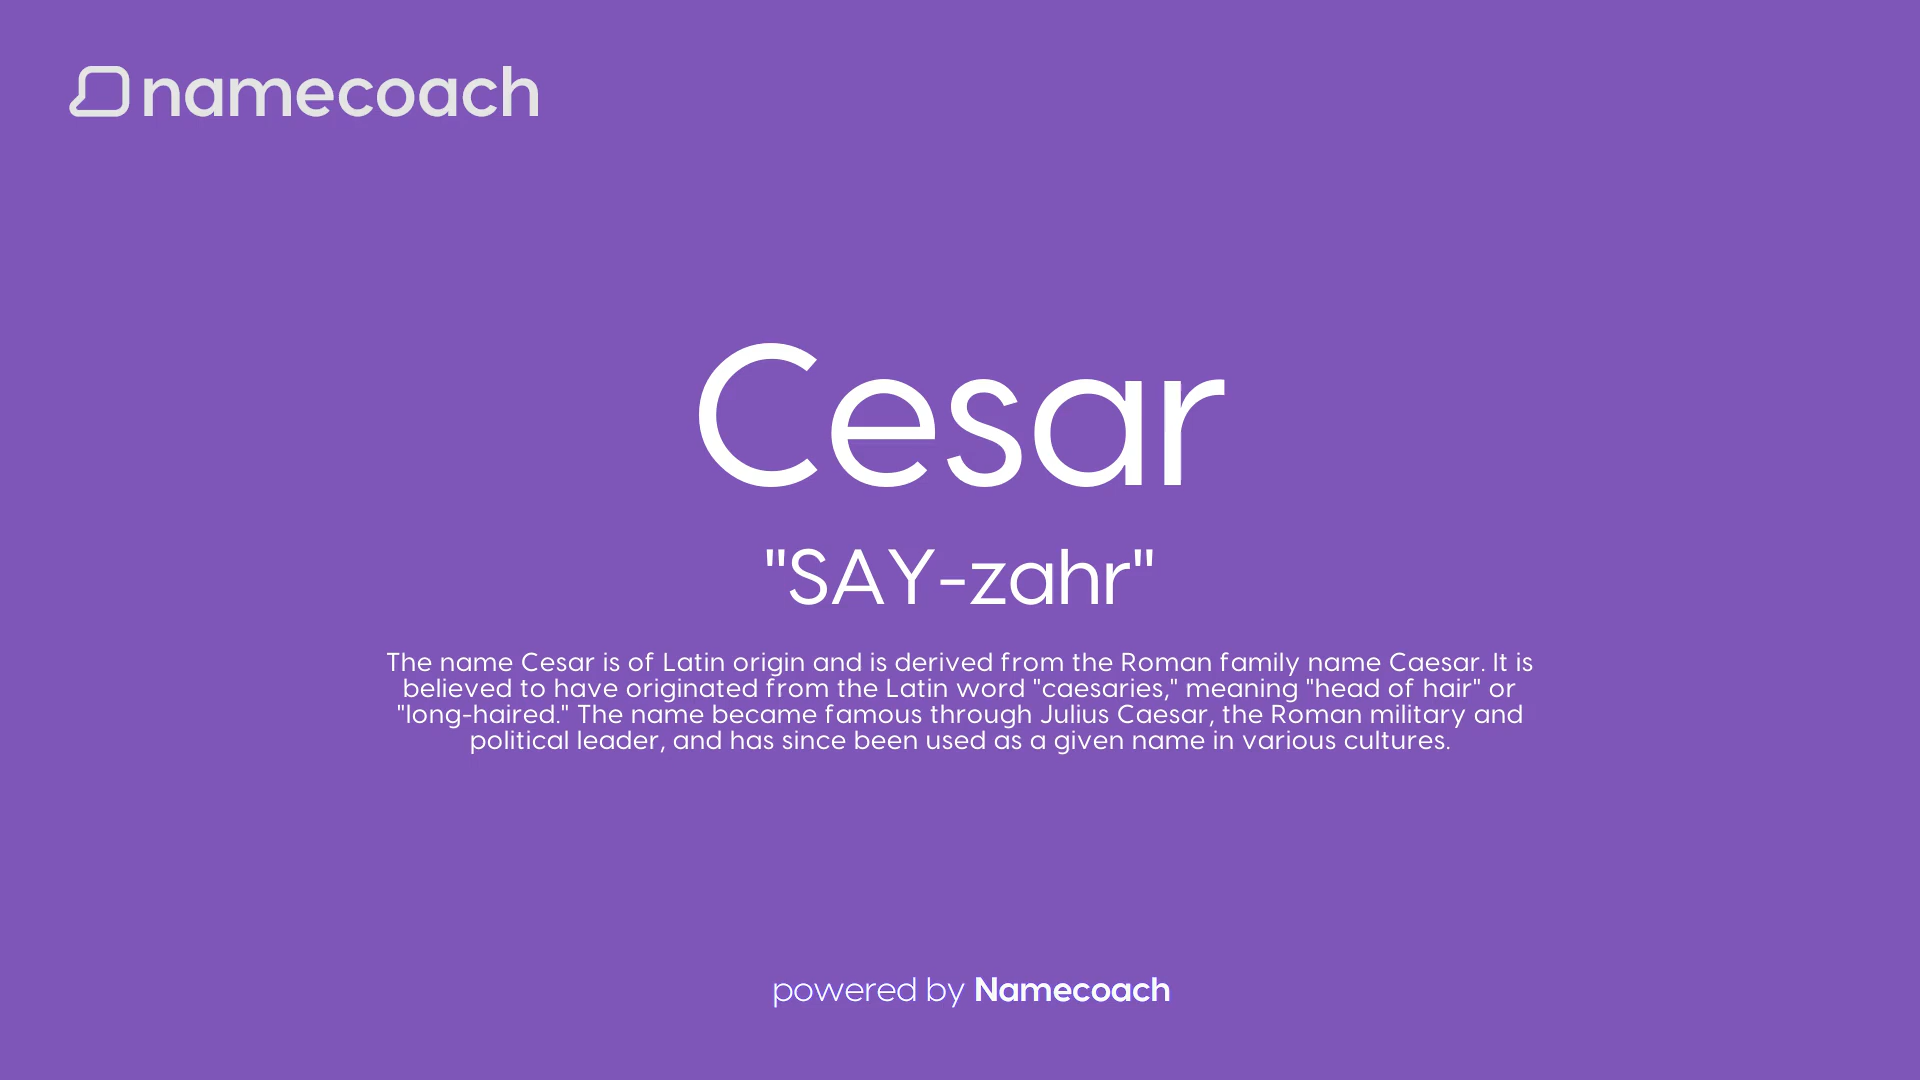 namecoach
Cesar
"SAY-zahr"
The name Cesar is of Latin origin and is derived from the Roman family name Caesar. It is
believed to have originated from the Latin word "caesaries," meaning "head of hair" or
"long-haired." The name became famous through Julius Caesar, the Roman military and
political leader, and has since been used as a given name in various cultures.
powered by Namecoach